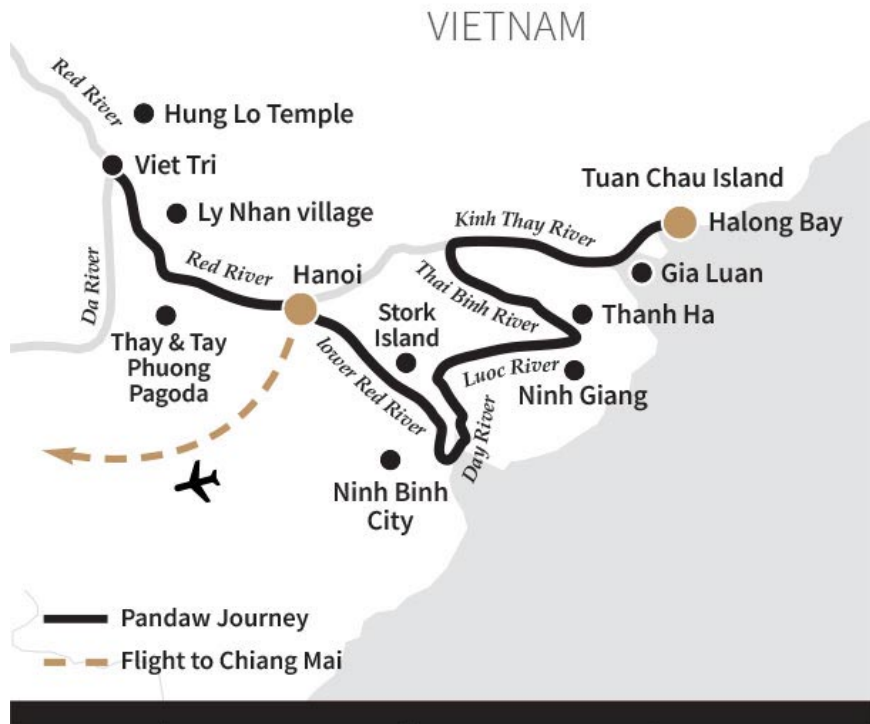 VIETNAM
Red River
Hung Lo Temple
Viet Tri
Tuan Chau Island
Ly Nhan village
Kinh Thay River
Halong Bay
Red River
Hanoi
Gia Luan
Da River
Thai Binh River
Stork
Island
Thanh Ha
Thay & Tay
Phuong
Pagoda
lower Red River
Luoc River
Ninh Giang
Day River
Ninh Binh
City
Pandaw Journey
Flight to Chiang Mai